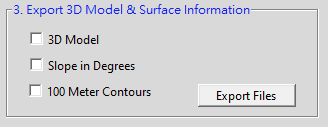 3. Export 3D Model & Surface Information
3D Model
Slope in Degrees
100 Meter Contours
Export Files